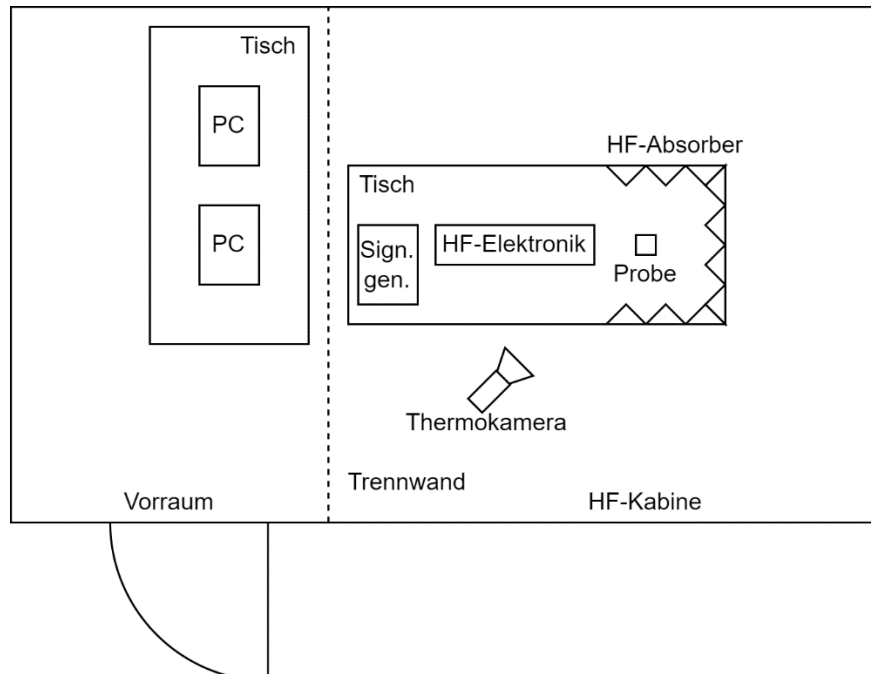 Tisch
PC
PC
HF-Absorber
Tisch
Sign.
gen.
HF-Elektronik
Probe
Thermokamera
Trennwand
Vorraum
HF-Kabine